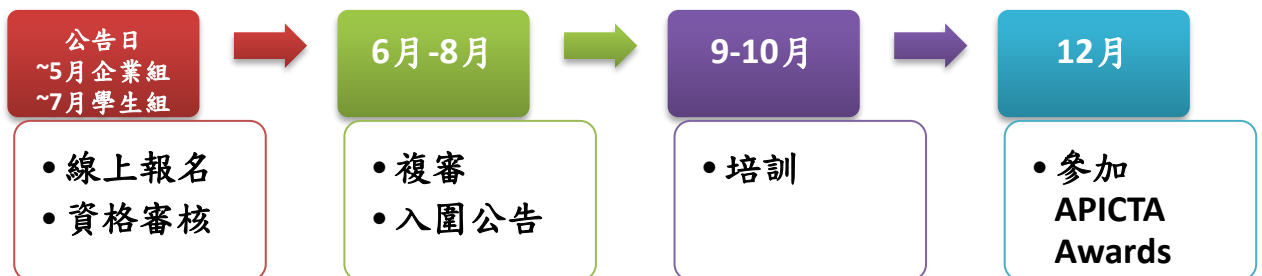 公告日
~5月企業組
~7月學生組
• 線上報名
• 資格審核
6月-8月
• 複審
• 入圍公告
9-10月
• 培訓
12月
• 參加
APICTA
Awards